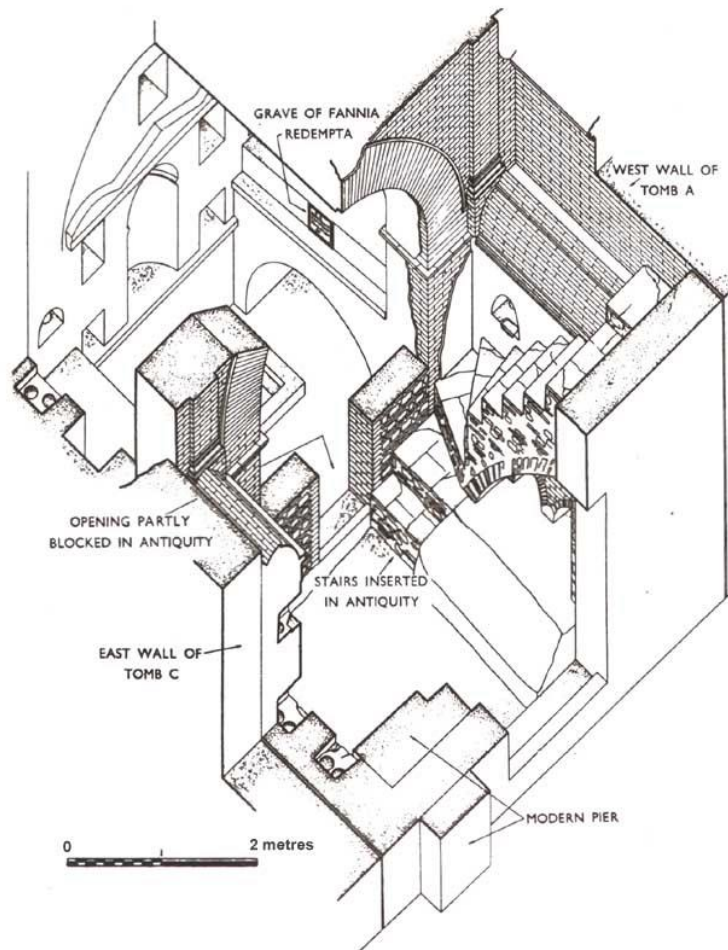 GRAVE OF FANNIA
REDEMPTA
WEST WALL OF
TOMB A
OPENING PARTLY
BLOCKED IN ANTIQUITY
STAIRS INSERTED
IN ANTIQUITY
EAST WALL OF
TOMB C
MODERN PIER
0 2 metres